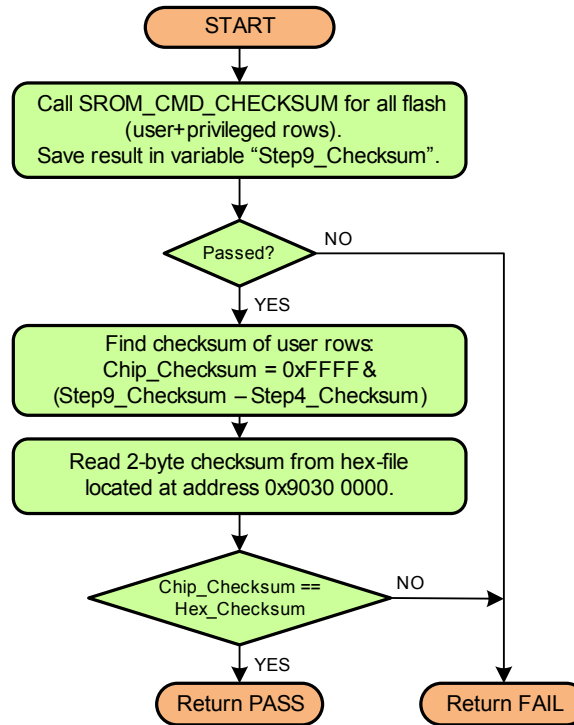 START
Call SROM_CMD_CHECKSUM for all flash
(user+privileged rows).
Save result in variable “Step9_Checksum”.
Passed?
NO
YES
Find checksum of user rows:
Chip_Checksum = 0xFFFF &
(Step9_Checksum – Step4_Checksum)
Read 2-byte checksum from hex-file
located at address 0x9030 0000.
Chip_Checksum ==
Hex_Checksum
NO
YES
Return PASS
Return FAIL